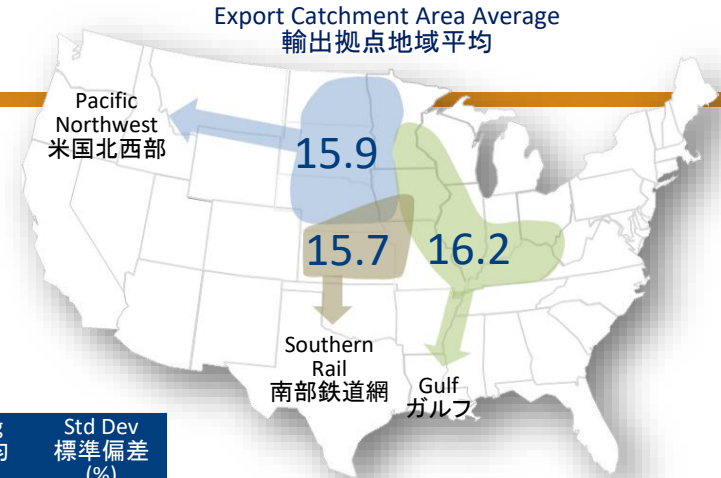 Export Catchment Area Average
輸出拠点地域平均
Pacific
Northwest
米国北西部
15.9
15.7
16.2
Southern
Rail
南部鉄道網
Gulf
ガルフ
Std Dev
標準偏差
(%)